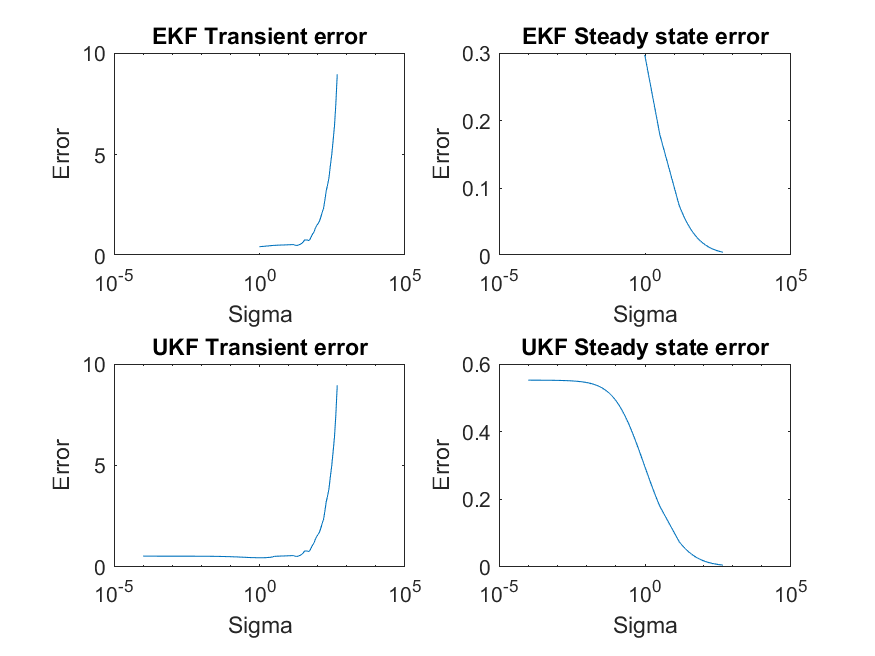 EKF Transient error
10
5
0
Error
10^-5
10^0
10^5
Sigma
EKF Steady state error
0.3
0.2
0.1
0
Error
10^-5
10^0
10^5
Sigma
UKF Transient error
10
5
0
Error
10^-5
10^0
10^5
Sigma
UKF Steady state error
0.6
0.4
0.2
0
Error
10^-5
10^0
10^5
Sigma